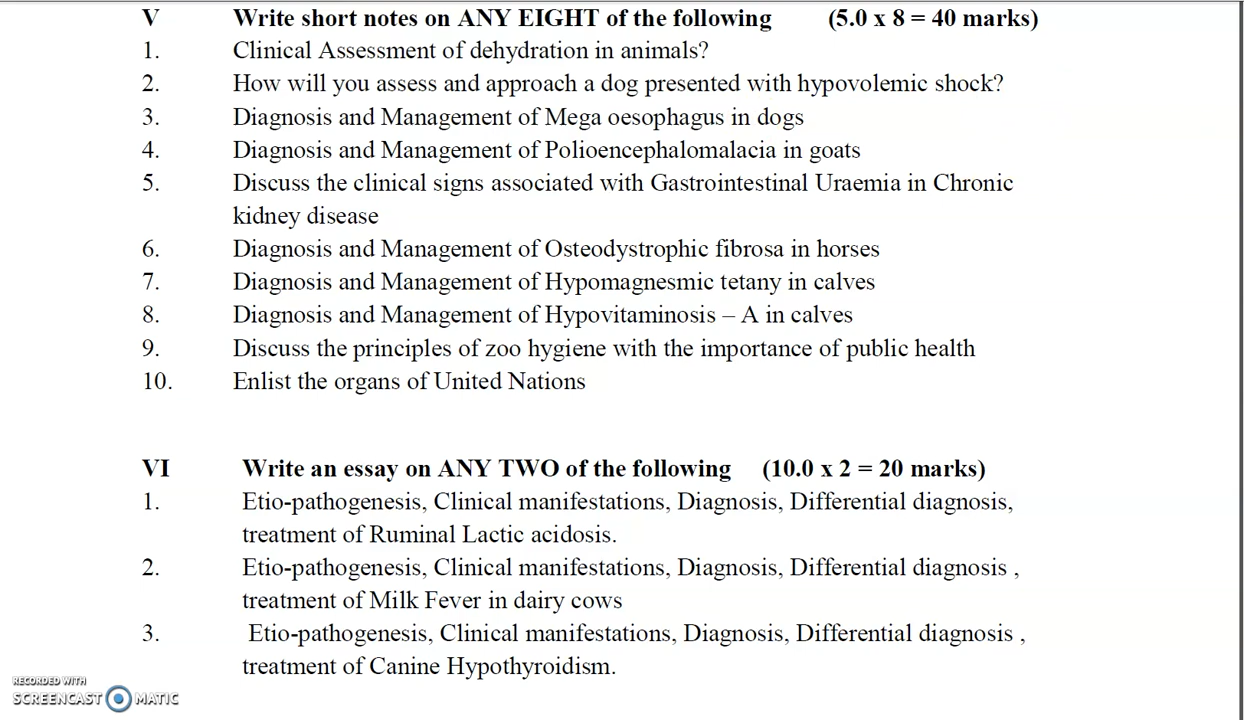 V Write short notes on ANY EIGHT of the following (5.0 x 8 = 40 marks)
1. Clinical Assessment of dehydration in animals?
2. How will you assess and approach a dog presented with hypovolemic shock?
3. Diagnosis and Management of Mega oesophagus in dogs
4. Diagnosis and Management of Polioencephalomalacia in goats
5. Discuss the clinical signs associated with Gastrointestinal Uraemia in Chronic
kidney disease
6. Diagnosis and Management of Osteodystrophic fibrosa in horses
7. Diagnosis and Management of Hypomagnesmic tetany in calves
8. Diagnosis and Management of Hypovitaminosis – A in calves
9. Discuss the principles of zoo hygiene with the importance of public health
10. Enlist the organs of United Nations
VI Write an essay on ANY TWO of the following (10.0 x 2 = 20 marks)
1. Etio-pathogenesis, Clinical manifestations, Diagnosis, Differential diagnosis,
treatment of Ruminal Lactic acidosis.
2. Etio-pathogenesis, Clinical manifestations, Diagnosis, Differential diagnosis ,
treatment of Milk Fever in dairy cows
3. Etio-pathogenesis, Clinical manifestations, Diagnosis, Differential diagnosis ,
treatment of Canine Hypothyroidism.
RECORDED WITH
SCREENCAST MATIC